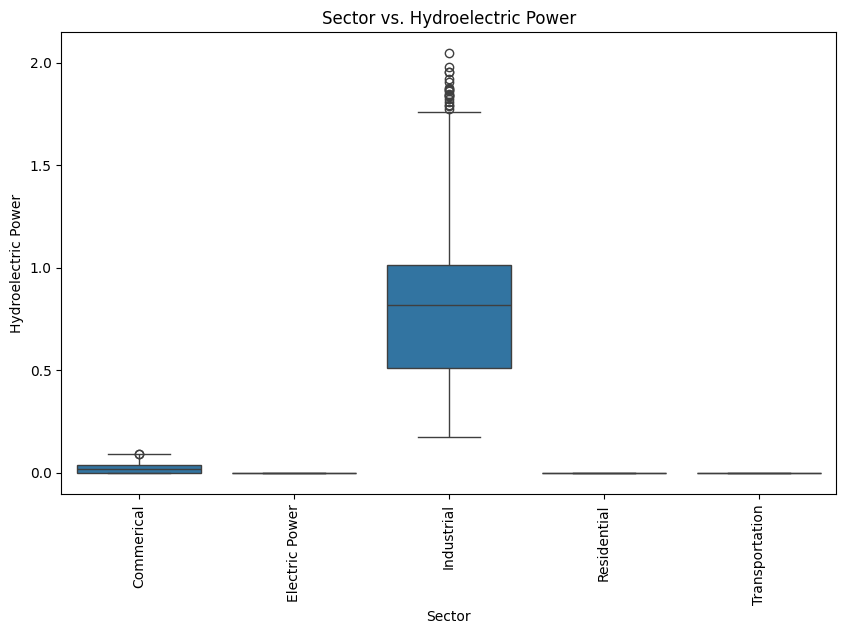 Sector vs. Hydroelectric Power
2.0
1.5
1.0
0.5
0.0
Hydroelectric Power
Commerical
Electric Power
Industrial
Residential
Transportation
Sector